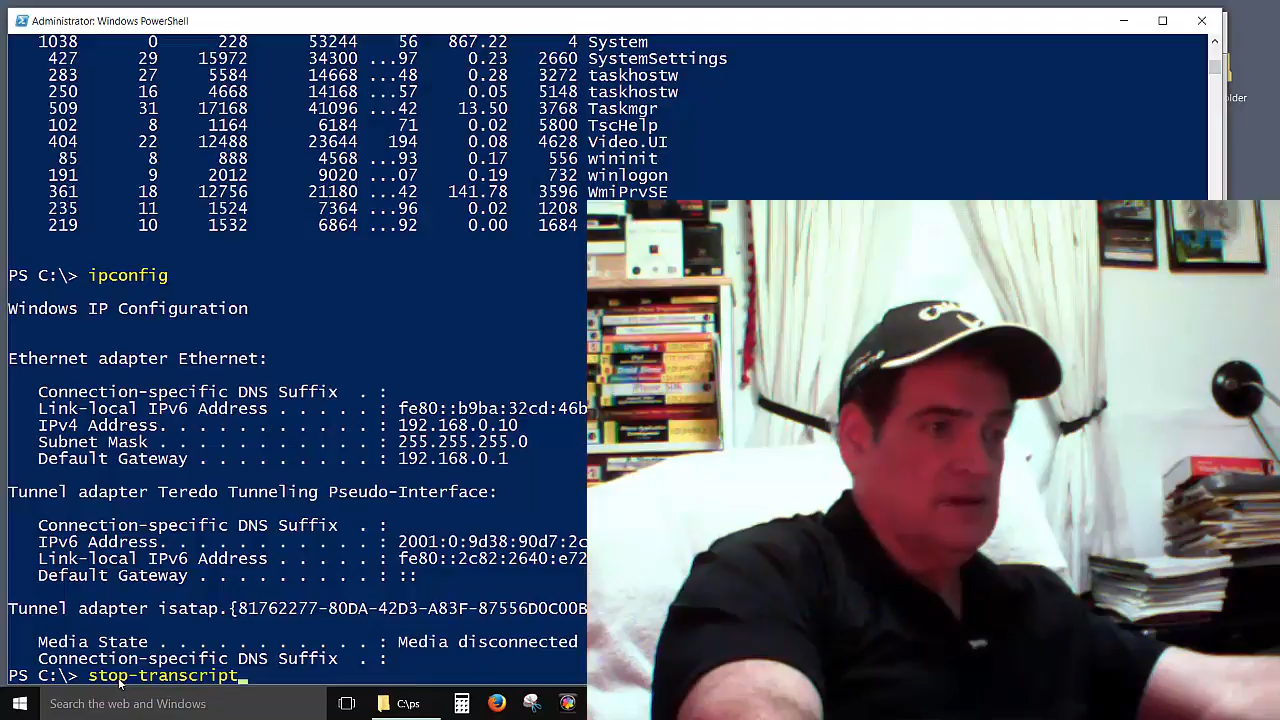 Administrator: Windows PowerShell
1038 0 228 53244 56 867.22 4 System
427 29 15972 34300 ...97 0.23 2660 SystemSettings
283 27 5584 14668 ...48 0.28 3272 taskhostw
250 16 4668 14168 ...57 0.05 5148 taskhostw
509 31 17168 41096 ...42 13.50 3768 Taskmgr
102 8 1164 6184 71 0.02 5800 TscHelp
404 22 12488 23644 194 0.08 4628 Video.UI
85 8 888 4568 ...93 0.17 556 wininit
191 9 2012 9020 ...07 0.19 732 winlogon
361 18 12756 21180 ...42 141.78 3596 WmiPrvSE
235 11 1524 7364 ...96 0.02 1208
219 10 1532 6864 ...92 0.00 1684
older
PS C:\> ipconfig
Windows IP Configuration
Ethernet adapter Ethernet:
Connection-specific DNS Suffix . :
Link-local IPv6 Address . . . . . : fe80::b9ba:32cd:46b
IPv4 Address. . . . . . . . . . . : 192.168.0.10
Subnet Mask . . . . . . . . . . . : 255.255.255.0
Default Gateway . . . . . . . . . : 192.168.0.1
Tunnel adapter Teredo Tunneling Pseudo-Interface:
Connection-specific DNS Suffix . :
IPv6 Address. . . . . . . . . . . : 2001:0:9d38:90d7:2c
Link-local IPv6 Address . . . . . : fe80::2c82:2640:e72
Default Gateway . . . . . . . . . : ::
Tunnel adapter isatap.{81762277-80DA-42D3-A83F-87556D0C00B
Media State . . . . . . . . . . . : Media disconnected
Connection-specific DNS Suffix . :
PS C:\> stop-transcript
Search the web and Windows
C:\ps